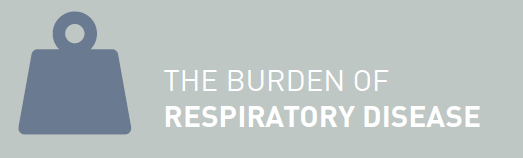 THE BURDEN OF
RESPIRATORY DISEASE